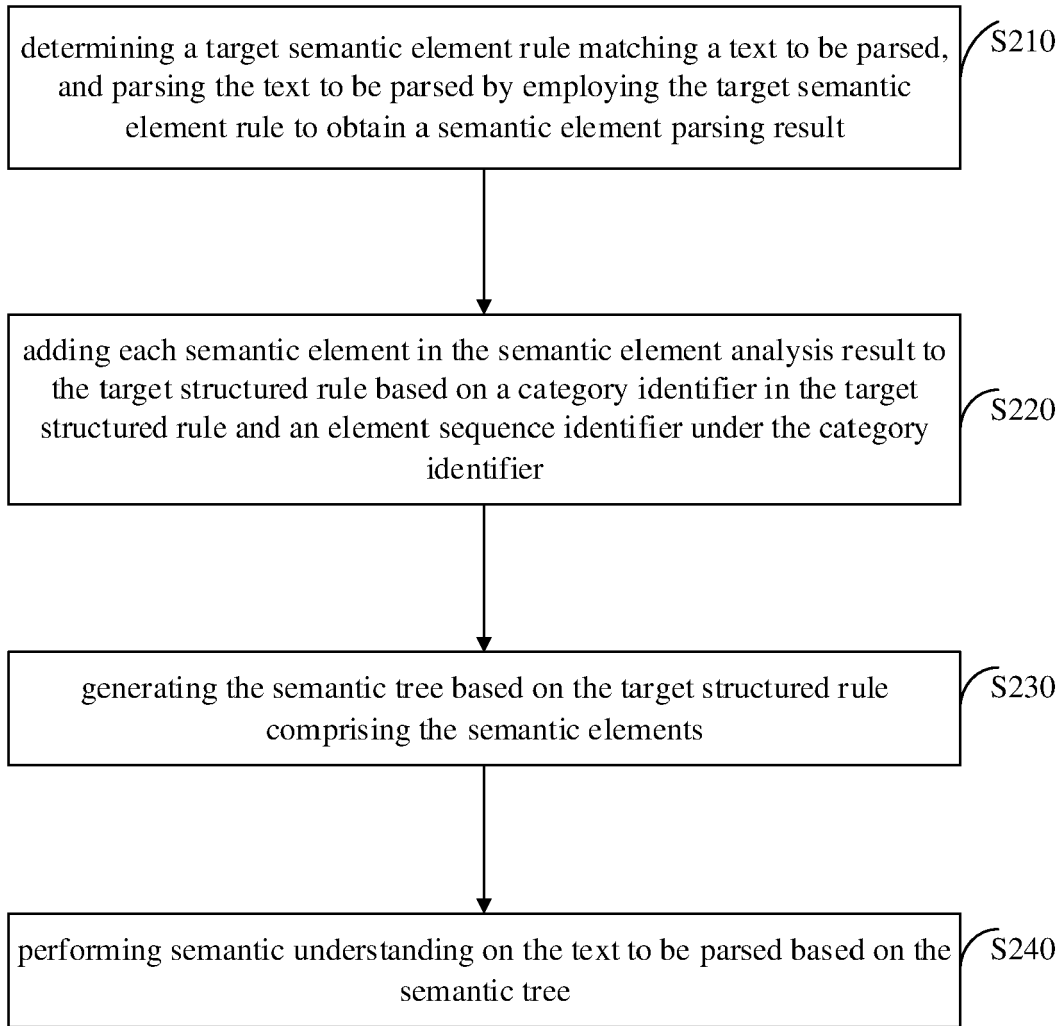 determining a target semantic element rule matching a text to be parsed,
and parsing the text to be parsed by employing the target semantic
element rule to obtain a semantic element parsing result
S210
adding each semantic element in the semantic element analysis result to
the target structured rule based on a category identifier in the target
structured rule and an element sequence identifier under the category
identifier
S220
generating the semantic tree based on the target structured rule
comprising the semantic elements
S230
performing semantic understanding on the text to be parsed based on the
semantic tree
S240